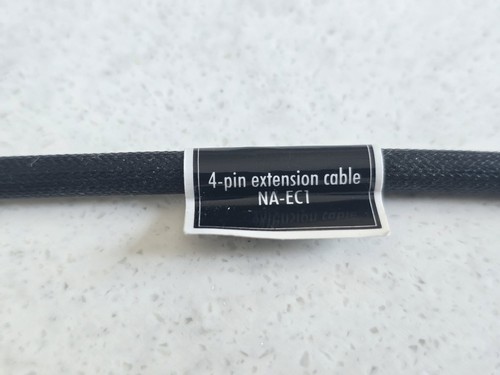 4-pin extension cable
NA-EC1